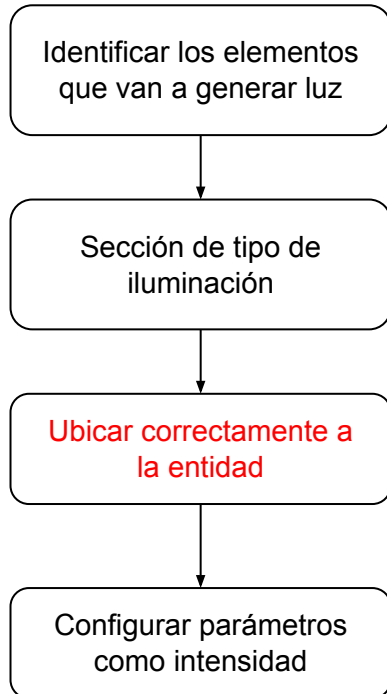 Identificar los elementos
que van a generar luz
Sección de tipo de
iluminación
Ubicar correctamente a
la entidad
Configurar parámetros
como intensidad